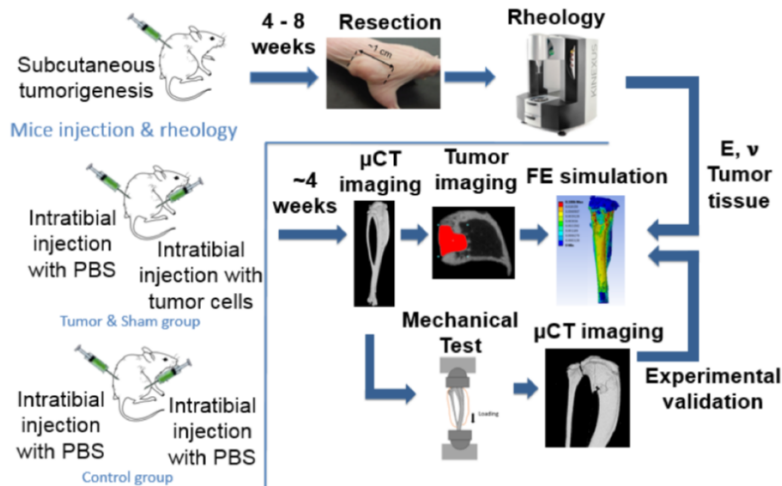 4 - 8
weeks
Resection
Rheology
~1 cm
KINEXUS
Subcutaneous
tumorigenesis
Mice injection & rheology
E, ν
Tumor
tissue
~4
weeks
µCT
imaging
Tumor
imaging
FE simulation
Intratibial
injection
with PBS
Intratibial
injection with
tumor cells
Tumor & Sham group
Mechanical
Test
µCT imaging
Loading
Experimental
validation
Intratibial
injection
with PBS
Intratibial
injection
with PBS
Control group